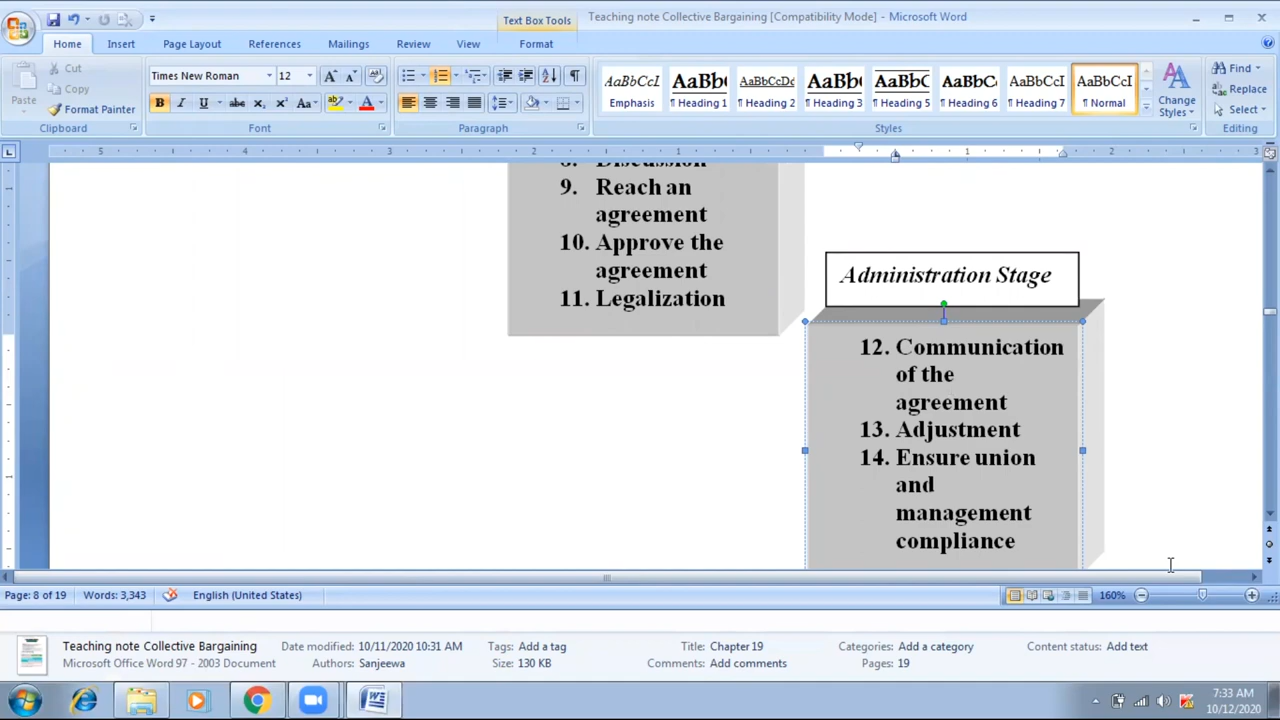 Text Box Tools
Teaching note Collective Bargaining [Compatibility Mode] - Microsoft Word
Home Insert Page Layout References Mailings Review View Format
Paste
Cut
Copy
Format Painter
Clipboard
Times New Roman 12
Font
Paragraph
AaBbCcI AaBb( AaBbCcDc AaBb( AaBbC AaBbC AaBbCcI AaBbCcI
Emphasis ¶ Heading 1 ¶ Heading 2 ¶ Heading 3 ¶ Heading 5 ¶ Heading 6 ¶ Heading 7 ¶ Normal
Change Styles
Styles
Find
Replace
Select
Editing
8. Discussion
9. Reach an
agreement
10. Approve the
agreement
11. Legalization
Administration Stage
12. Communication
of the
agreement
13. Adjustment
14. Ensure union
and
management
compliance
Page: 8 of 19 Words: 3,343 English (United States) 160%
Teaching note Collective Bargaining Date modified: 10/11/2020 10:31 AM Tags: Add a tag Title: Chapter 19 Categories: Add a category Content status: Add text
Microsoft Office Word 97 - 2003 Document Authors: Sanjeewa Size: 130 KB Comments: Add comments Pages: 19
7:33 AM
10/12/2020